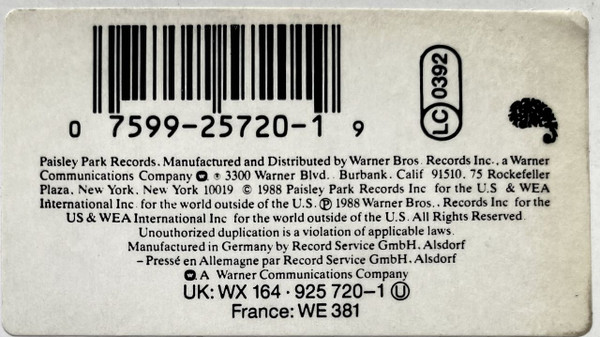 0 7599-25720-1 9
LC 0392
Paisley Park Records. Manufactured and Distributed by Warner Bros. Records Inc., a Warner
Communications Company ® 3300 Warner Blvd., Burbank, Calif 91510. 75 Rockefeller
Plaza, New York, New York 10019 © 1988 Paisley Park Records Inc for the U.S. & WEA
International Inc. for the world outside of the U.S. ℗ 1988 Warner Bros., Records Inc for the
US & WEA International Inc for the world outside of the U.S. All Rights Reserved.
Unothorized duplication is a violation of applicable laws.
Manufactured in Germany by Record Service GmbH. Alsdorf
– Pressé en Allemagne par Record Service GmbH. Alsdorf
A Warner Communications Company
UK: WX 164 · 925 720-1 Ⓤ
France: WE 381